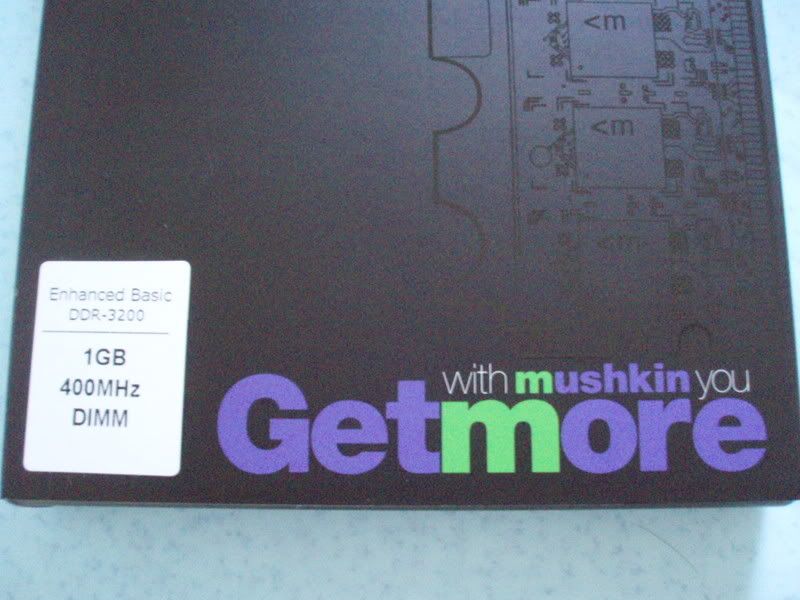 <m
<m
<m
Enhanced Basic
DDR-3200
1GB
400MHz
DIMM
with mushkin you
Getmore